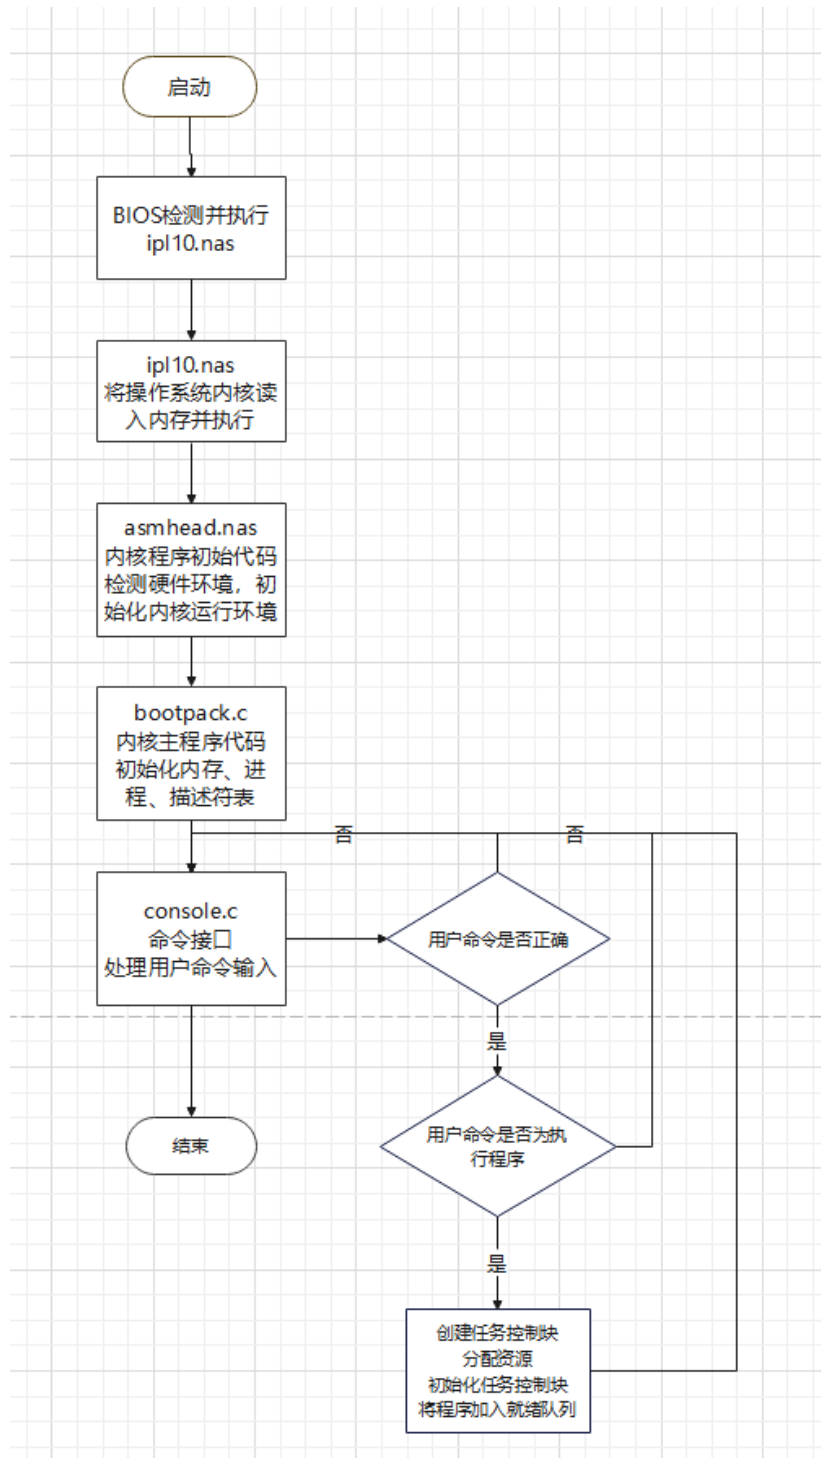 启动
BIOS检测并执行
ipl10.nas
ipl10.nas
将操作系统内核读
入内存并执行
asmhead.nas
内核程序初始代码
检测硬件环境，初
始化内核运行环境
bootpack.c
内核主程序代码
初始化内存、进
程、描述符表
否
否
console.c
命令接口
处理用户命令输入
用户命令是否正确
是
结束
用户命令是否为执
行程序
是
创建任务控制块
分配资源
初始化任务控制块
将程序加入就绪队列